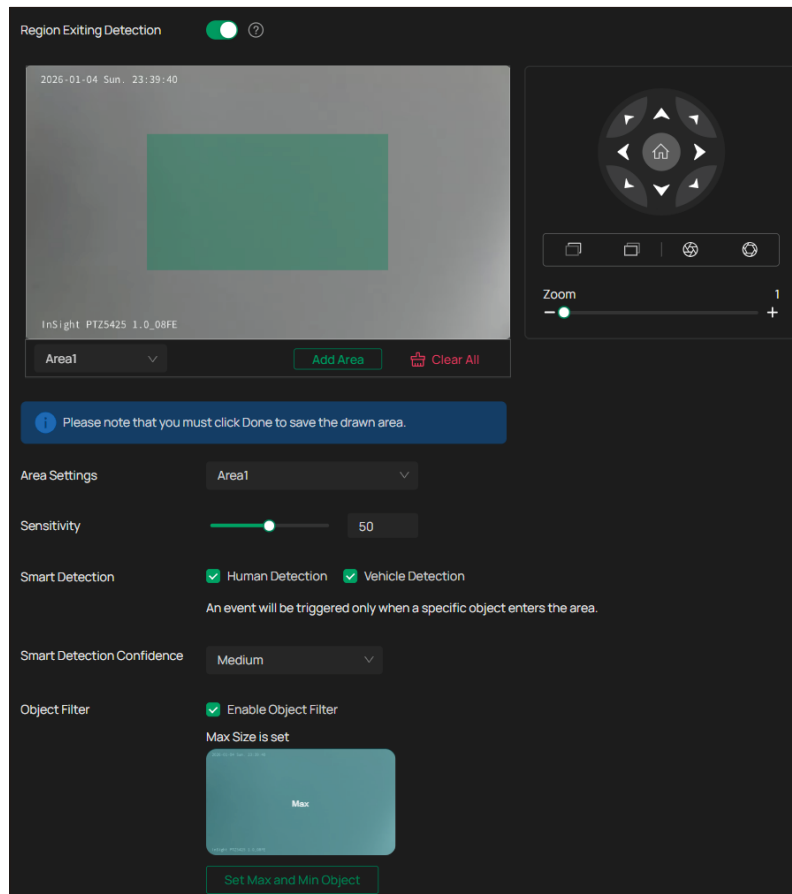 Region Exiting Detection
2026-01-04 Sun. 23:39:40
InSight PTZ5425 1.0_08FE
Zoom
1
Area1
Add Area
Clear All
Please note that you must click Done to save the drawn area.
Area Settings
Area1
Sensitivity
50
Smart Detection
Human Detection
Vehicle Detection
An event will be triggered only when a specific object enters the area.
Smart Detection Confidence
Medium
Object Filter
Enable Object Filter
Max Size is set
Max
Set Max and Min Object